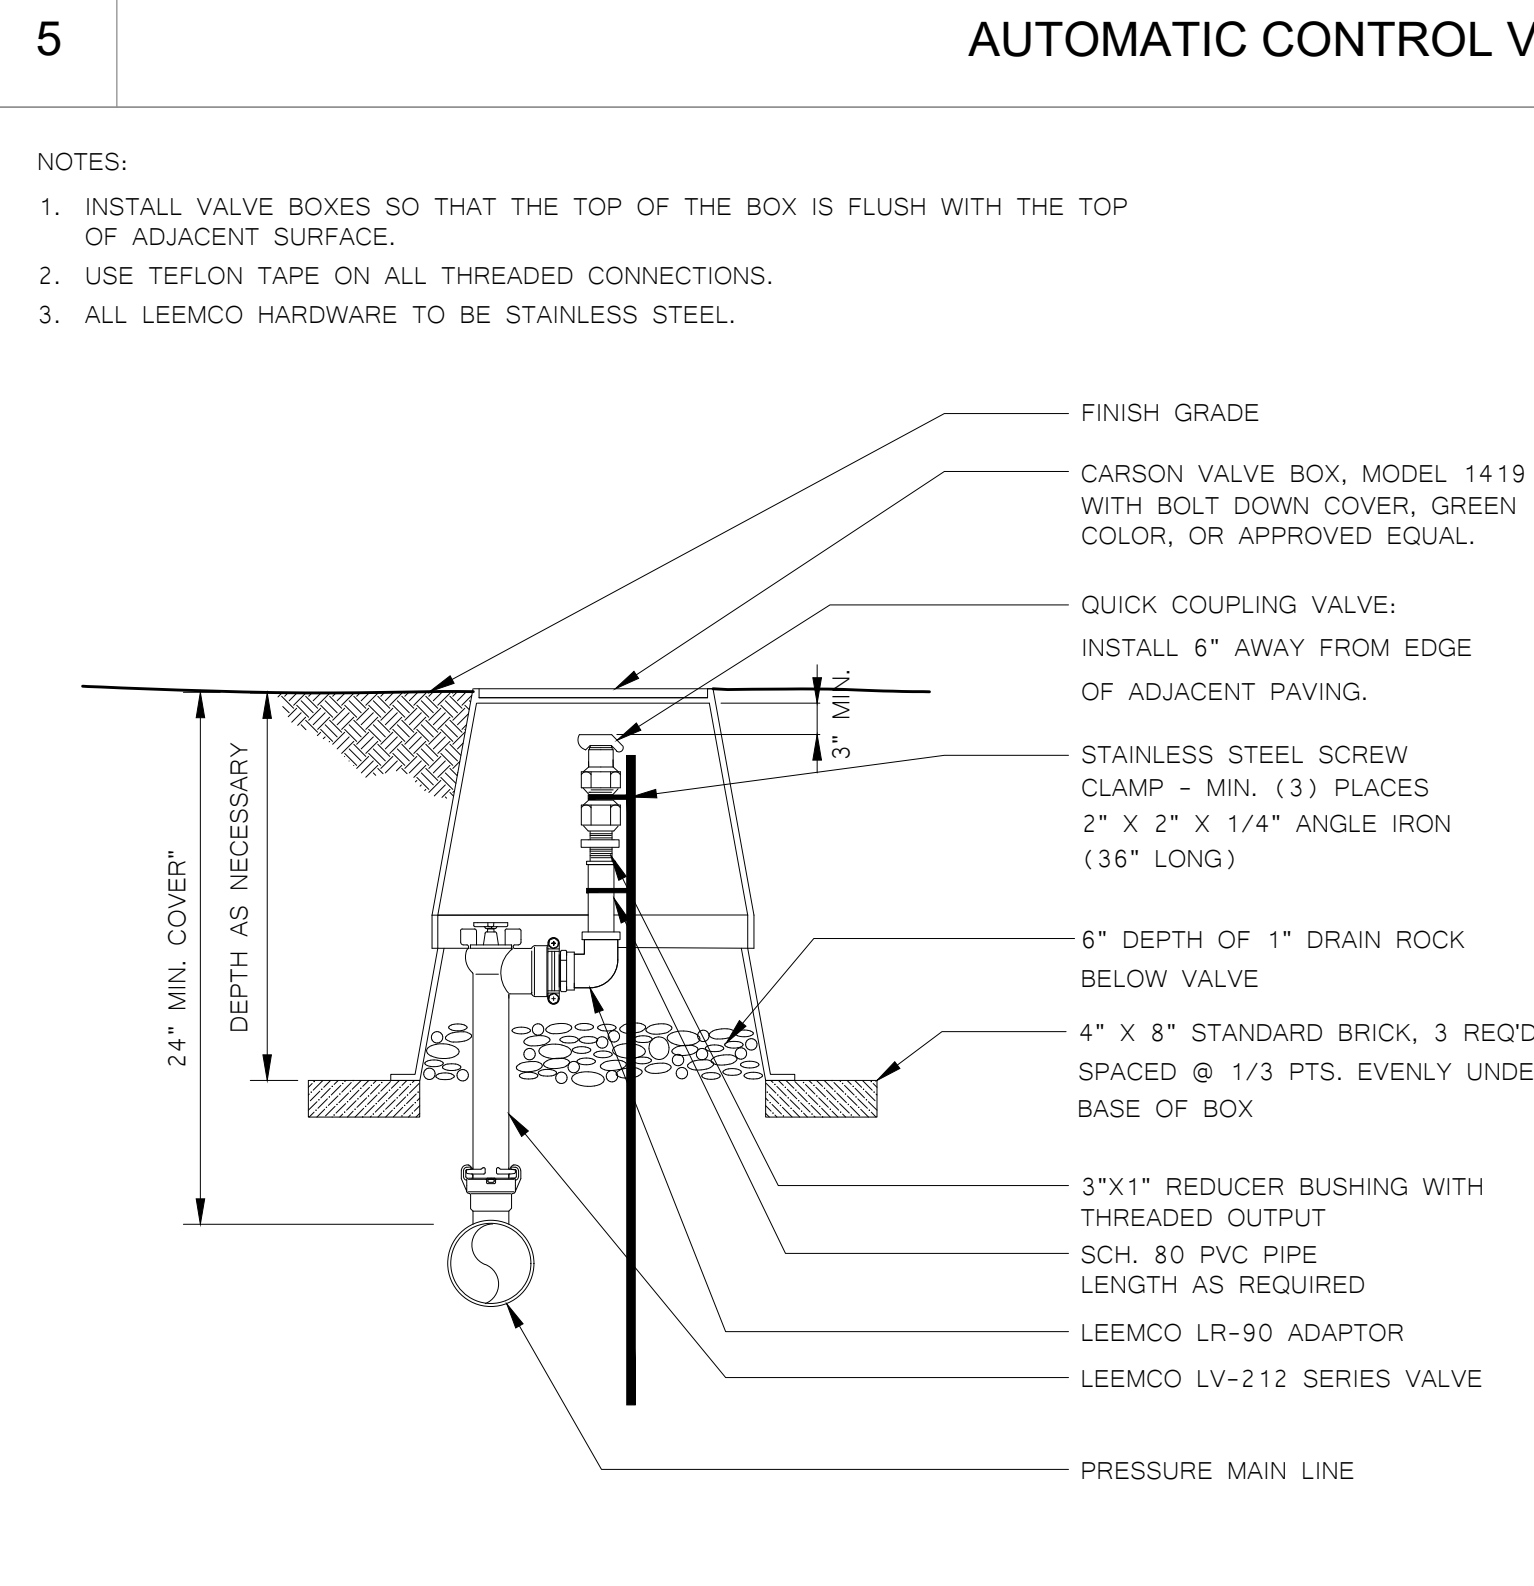 5
AUTOMATIC CONTROL V
NOTES:
1. INSTALL VALVE BOXES SO THAT THE TOP OF THE BOX IS FLUSH WITH THE TOP
OF ADJACENT SURFACE.
2. USE TEFLON TAPE ON ALL THREADED CONNECTIONS.
3. ALL LEEMCO HARDWARE TO BE STAINLESS STEEL.
FINISH GRADE
CARSON VALVE BOX, MODEL 1419
WITH BOLT DOWN COVER, GREEN
COLOR, OR APPROVED EQUAL.
QUICK COUPLING VALVE:
INSTALL 6" AWAY FROM EDGE
OF ADJACENT PAVING.
3" MIN.
STAINLESS STEEL SCREW
CLAMP - MIN. (3) PLACES
2" X 2" X 1/4" ANGLE IRON
(36" LONG)
24" MIN. COVER"
DEPTH AS NECESSARY
6" DEPTH OF 1" DRAIN ROCK
BELOW VALVE
4" X 8" STANDARD BRICK, 3 REQ'D
SPACED @ 1/3 PTS. EVENLY UNDE
BASE OF BOX
3"X1" REDUCER BUSHING WITH
THREADED OUTPUT
SCH. 80 PVC PIPE
LENGTH AS REQUIRED
LEEMCO LR-90 ADAPTOR
LEEMCO LV-212 SERIES VALVE
PRESSURE MAIN LINE